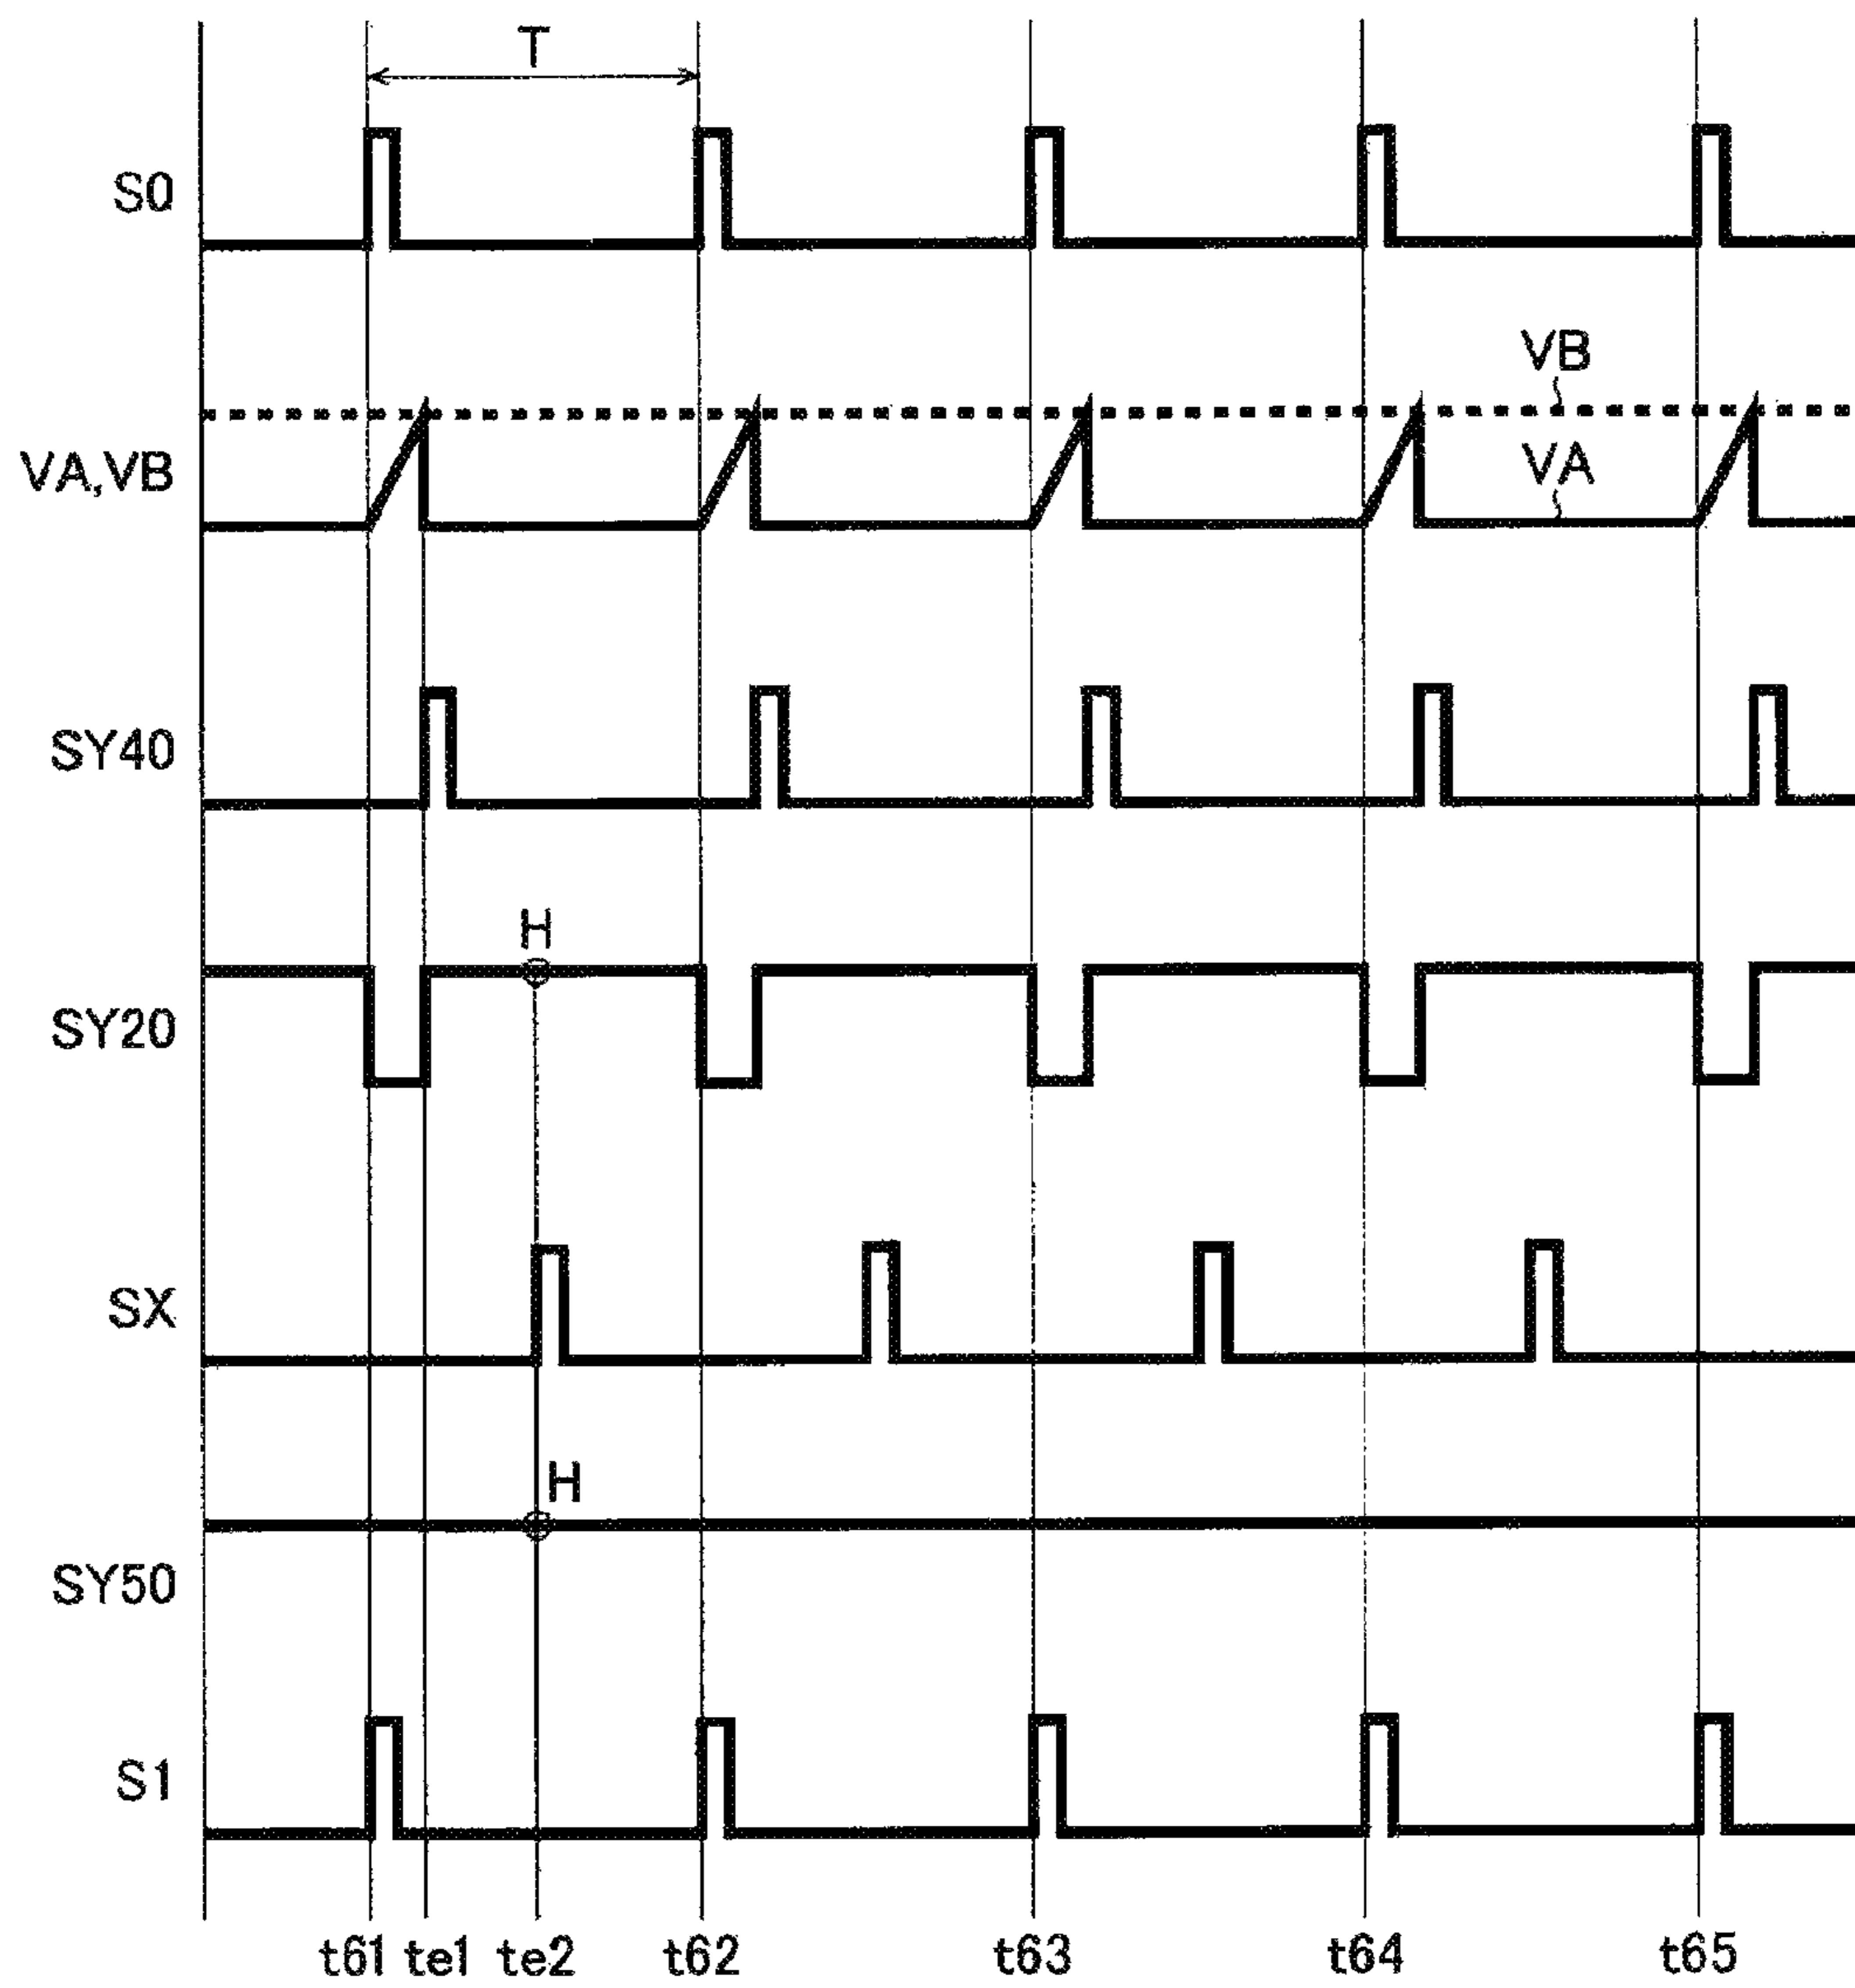 T
S0
VB
VA,VB
VA
SY40
H
SY20
SX
H
SY50
S1
t61 te1 te2 t62 t63 t64 t65